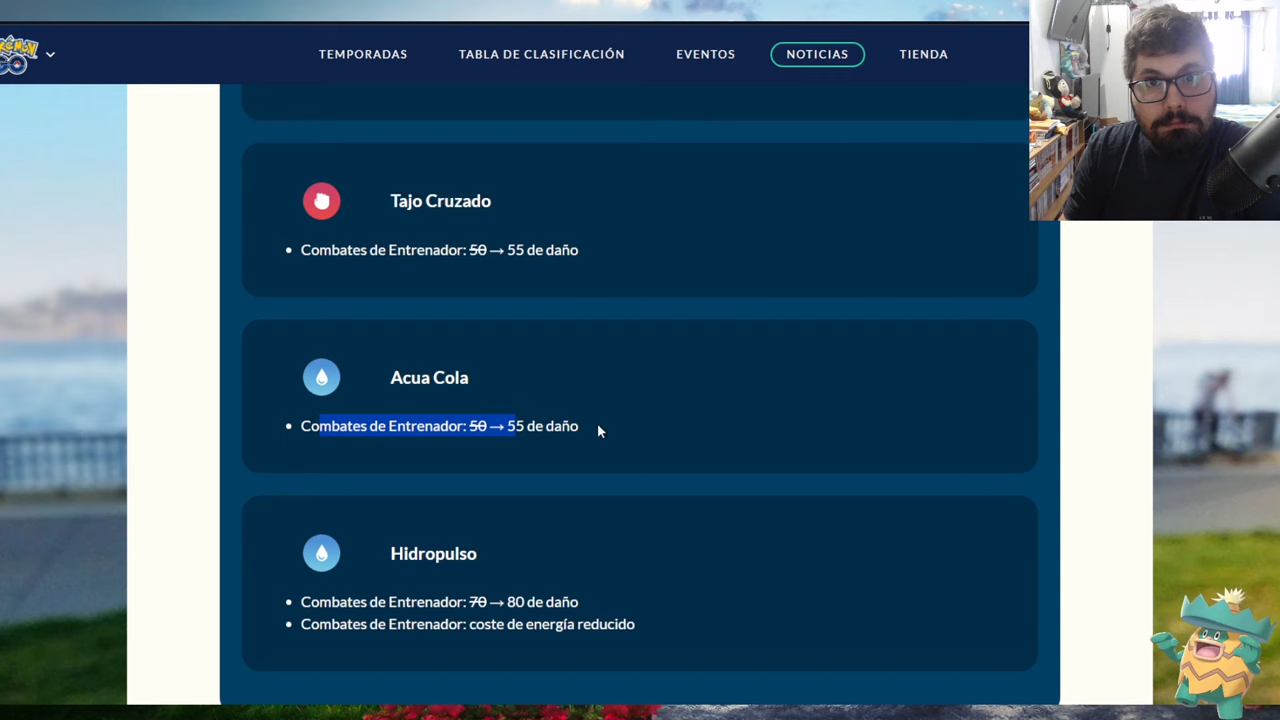 TEMPORADAS TABLA DE CLASIFICACIÓN EVENTOS NOTICIAS TIENDA
Tajo Cruzado
• Combates de Entrenador: 50 → 55 de daño
Acua Cola
• Combates de Entrenador: 50 → 55 de daño
Hidropulso
• Combates de Entrenador: 70 → 80 de daño
• Combates de Entrenador: coste de energía reducido